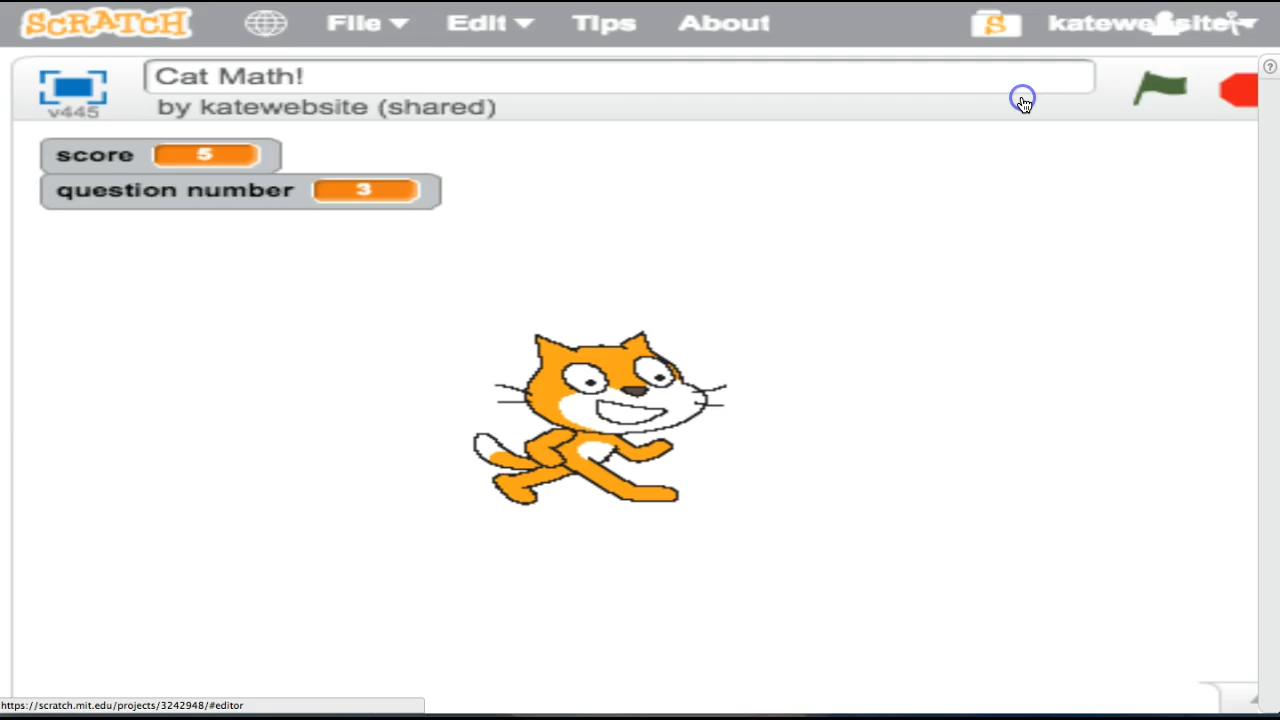 SCRATCH File Edit Tips About S katewebsite
Cat Math!
v445 by katewebsite (shared)
score 5
question number 3
https://scratch.mit.edu/projects/3242948/#editor
?